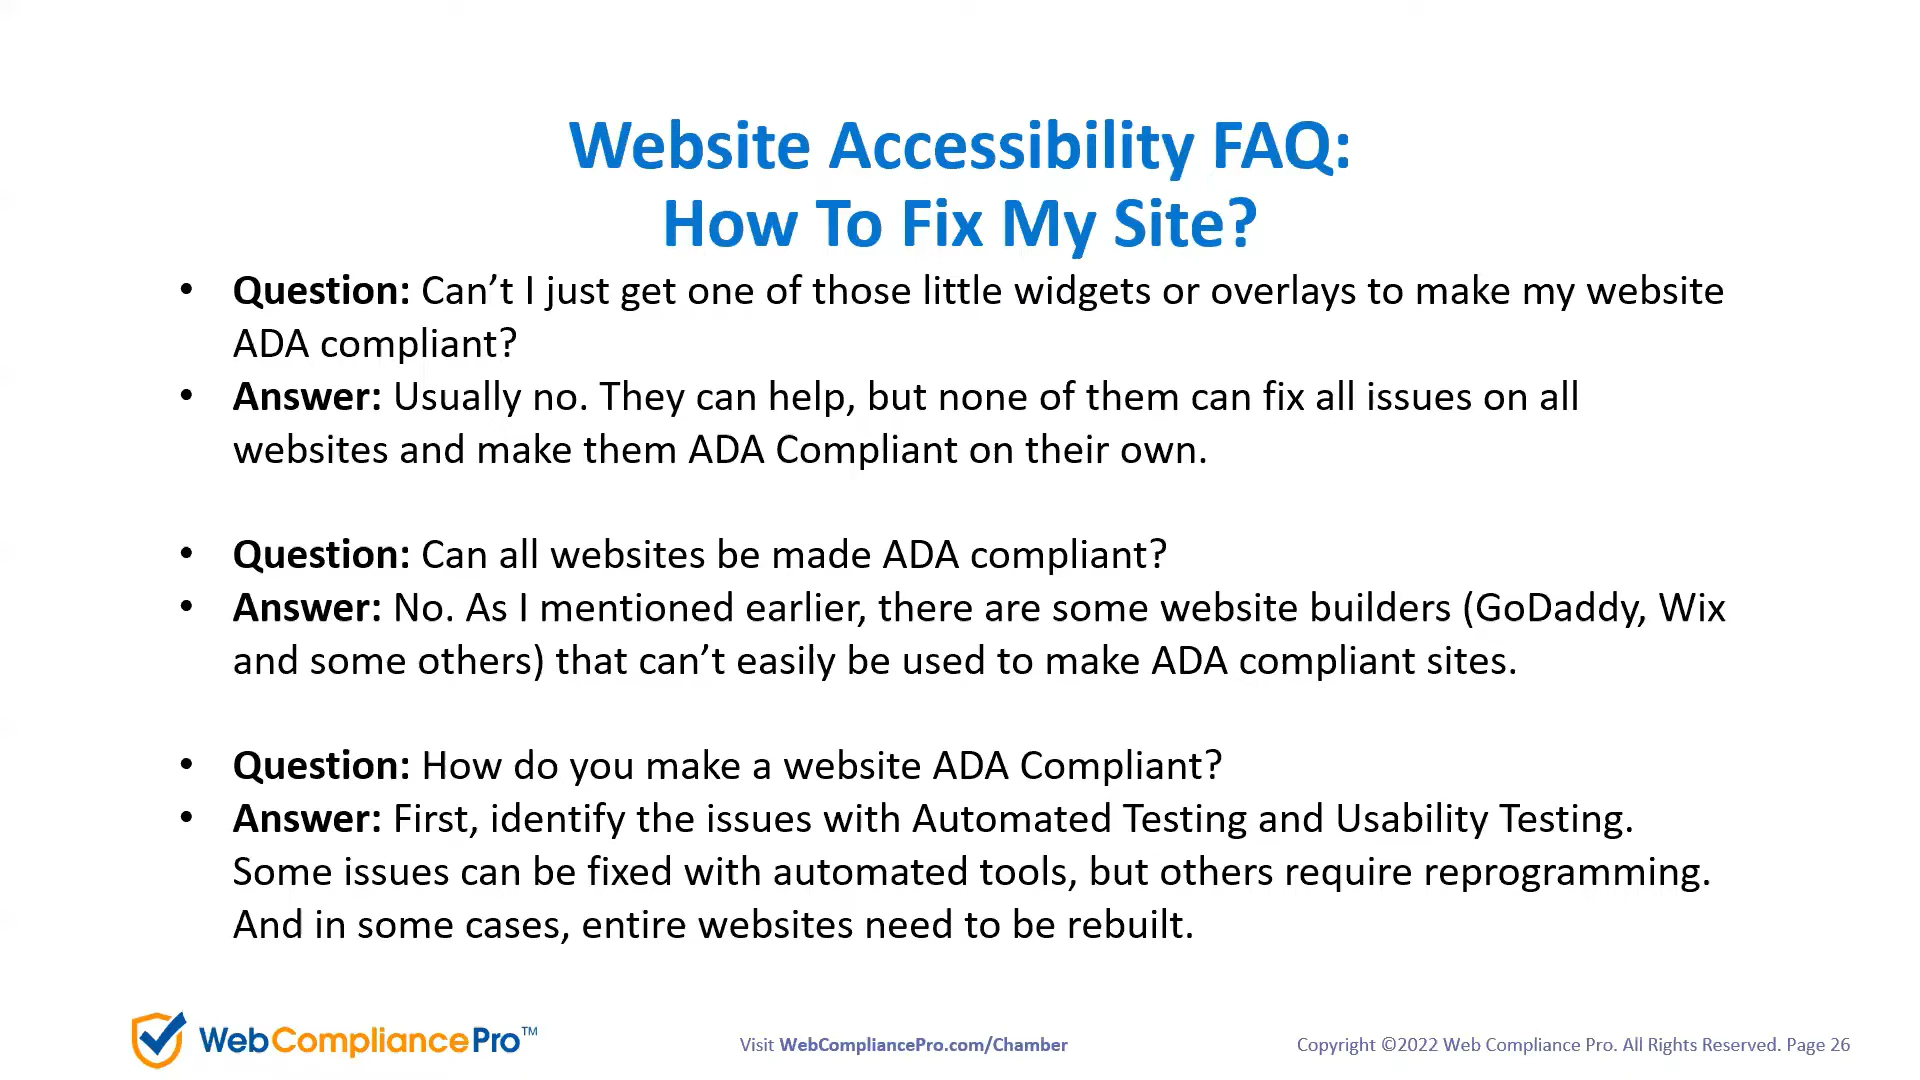 Website Accessibility FAQ:
How To Fix My Site?
• Question: Can’t I just get one of those little widgets or overlays to make my website
ADA compliant?
• Answer: Usually no. They can help, but none of them can fix all issues on all
websites and make them ADA Compliant on their own.
• Question: Can all websites be made ADA compliant?
• Answer: No. As I mentioned earlier, there are some website builders (GoDaddy, Wix
and some others) that can’t easily be used to make ADA compliant sites.
• Question: How do you make a website ADA Compliant?
• Answer: First, identify the issues with Automated Testing and Usability Testing.
Some issues can be fixed with automated tools, but others require reprogramming.
And in some cases, entire websites need to be rebuilt.
WebCompliancePro™
Visit WebCompliancePro.com/Chamber
Copyright ©2022 Web Compliance Pro. All Rights Reserved. Page 26